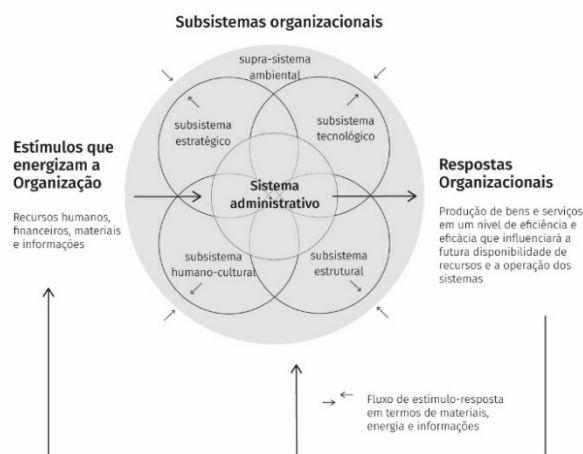 Subsistemas organizacionais
supra-sistema
ambiental
subsistema
estratégico
subsistema
tecnológico
Estímulos que
energizam a
Organização
Recursos humanos,
financeiros, materiais
e informações
Sistema
administrativo
Respostas
Organizacionais
Produção de bens e serviços
em um nível de eficiência e
eficácia que influenciará a
futura disponibilidade de
recursos e a operação dos
sistemas
subsistema
humano-cultural
subsistema
estrutural
Fluxo de estímulo-resposta
em termos de materiais,
energia e informações